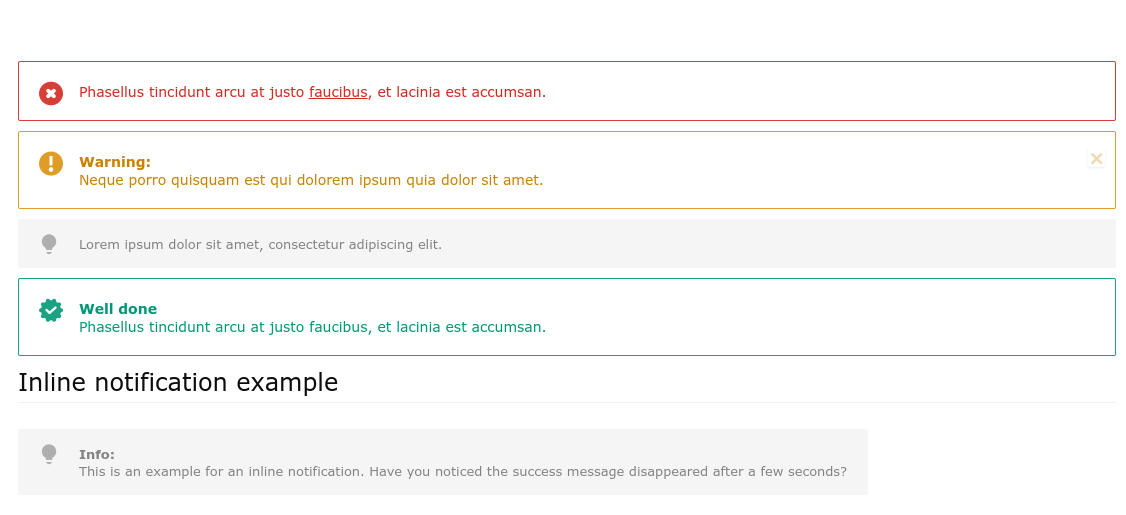 Phasellus tincidunt arcu at justo faucibus, et lacinia est accumsan.
Warning:
Neque porro quisquam est qui dolorem ipsum quia dolor sit amet.
Lorem ipsum dolor sit amet, consectetur adipiscing elit.
Well done
Phasellus tincidunt arcu at justo faucibus, et lacinia est accumsan.
Inline notification example
Info:
This is an example for an inline notification. Have you noticed the success message disappeared after a few seconds?